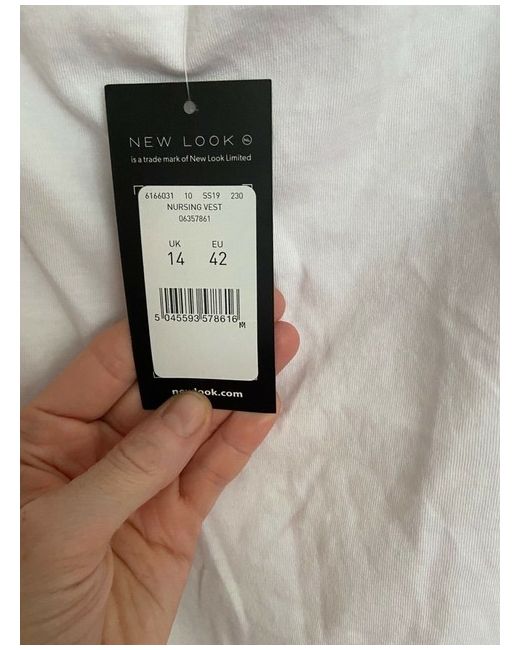 NEW LOOK NL
is a trade mark of New Look Limited
6166031 10 SS19 230
NURSING VEST
06357861
UK EU
14 42
5 045593 578616
newlook.com